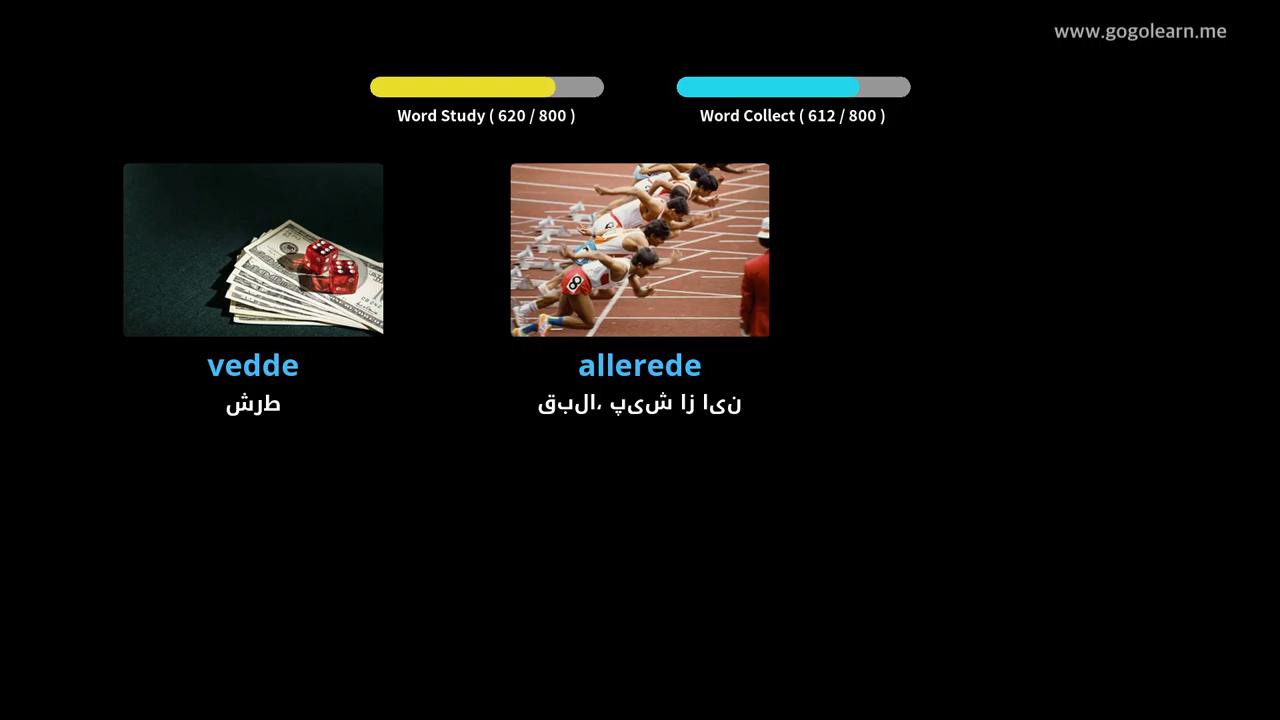 www.gogolearn.me
Word Study ( 620 / 800 )
Word Collect ( 612 / 800 )
vedde
طرش
allerede
نیا زا شیپ ،البق